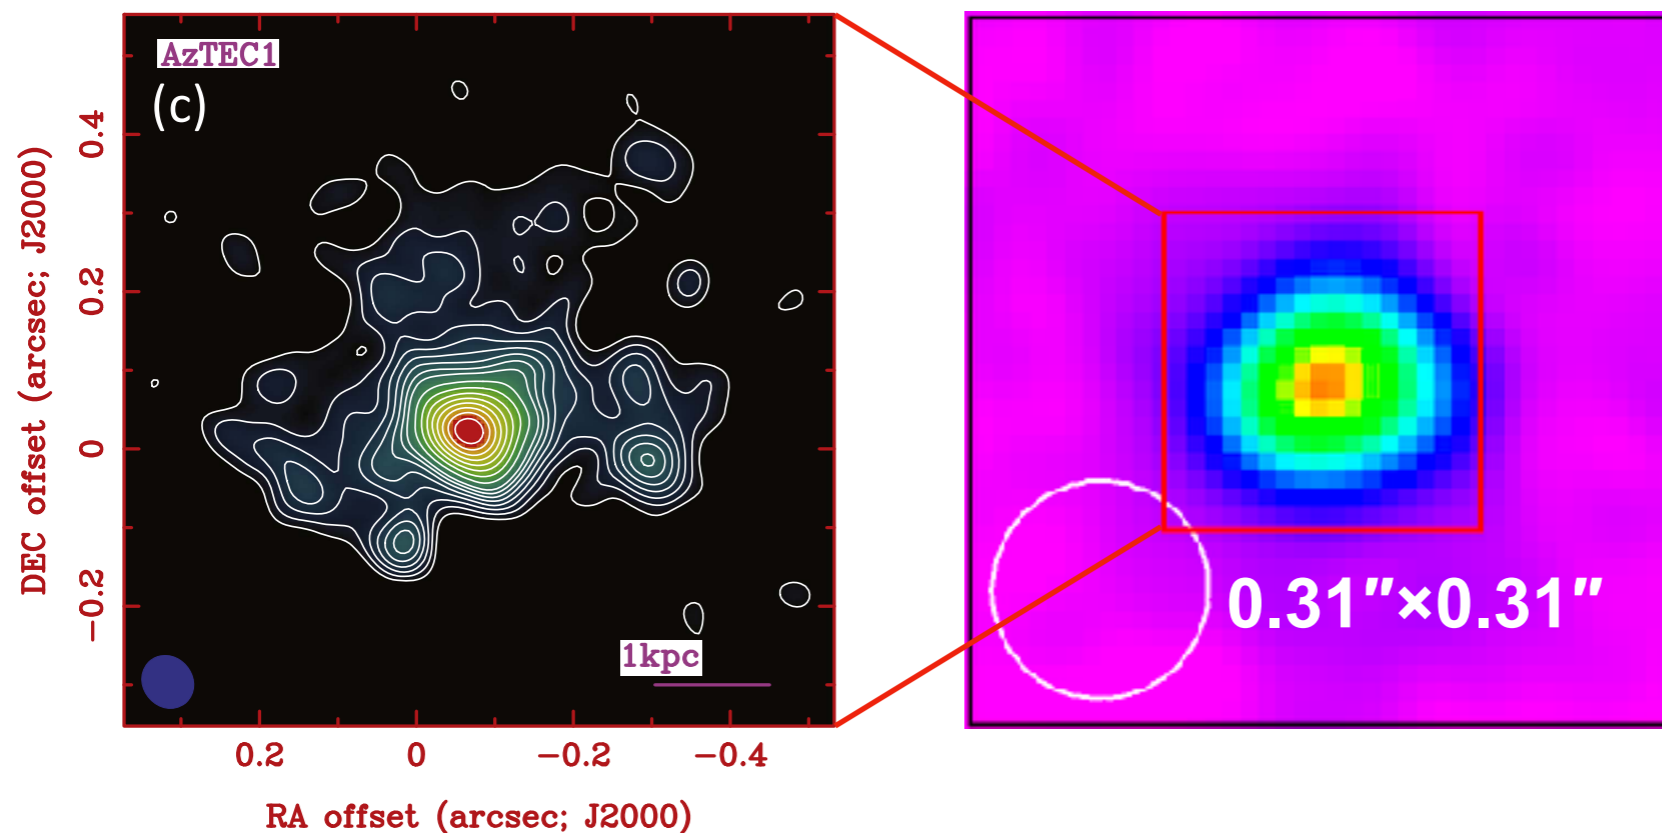 AzTEC1
(c)
DEC offset (arcsec; J2000)
0.4
0.2
0
−0.2
1kpc
0.2 0 −0.2 −0.4
RA offset (arcsec; J2000)
0.31″×0.31″